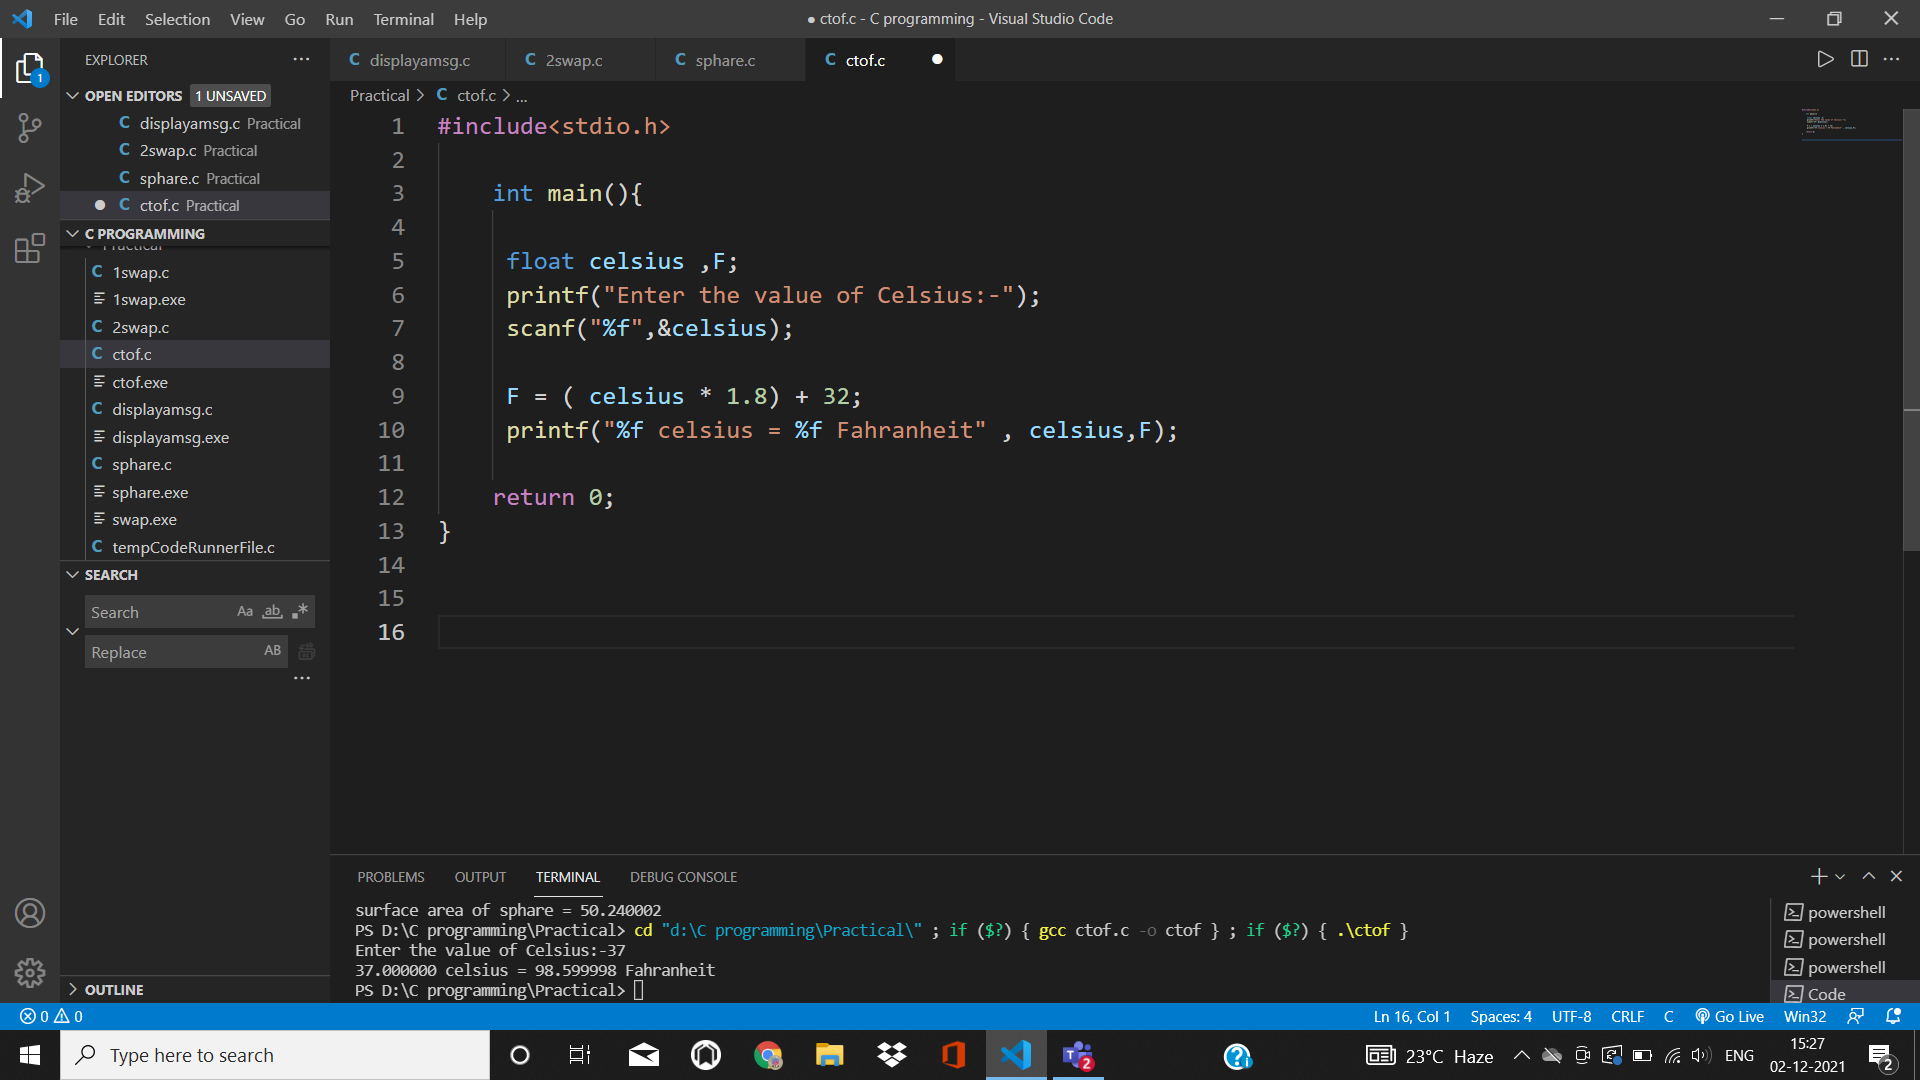 File Edit Selection View Go Run Terminal Help
● ctof.c - C programming - Visual Studio Code
EXPLORER
OPEN EDITORS 1 UNSAVED
displayamsg.c Practical
2swap.c Practical
sphare.c Practical
ctof.c Practical
C PROGRAMMING
Practical
1swap.c
1swap.exe
2swap.c
ctof.c
ctof.exe
displayamsg.c
displayamsg.exe
sphare.c
sphare.exe
swap.exe
tempCodeRunnerFile.c
SEARCH
Search Aa ab
Replace AB
OUTLINE
C displayamsg.c C 2swap.c C sphare.c C ctof.c
Practical > C ctof.c > ...
1 #include<stdio.h>
2
3 int main(){
4
5 float celsius ,F;
6 printf("Enter the value of Celsius:-");
7 scanf("%f",&celsius);
8
9 F = ( celsius * 1.8) + 32;
10 printf("%f celsius = %f Fahranheit" , celsius,F);
11
12 return 0;
13 }
14
15
16
PROBLEMS OUTPUT TERMINAL DEBUG CONSOLE
surface area of sphare = 50.240002
PS D:\C programming\Practical> cd "d:\C programming\Practical\" ; if ($?) { gcc ctof.c -o ctof } ; if ($?) { .\ctof }
Enter the value of Celsius:-37
37.000000 celsius = 98.599998 Fahranheit
PS D:\C programming\Practical>
powershell
powershell
powershell
Code
0 0 Ln 16, Col 1 Spaces: 4 UTF-8 CRLF C Go Live Win32
Type here to search
23°C Haze ENG 15:27
02-12-2021
2